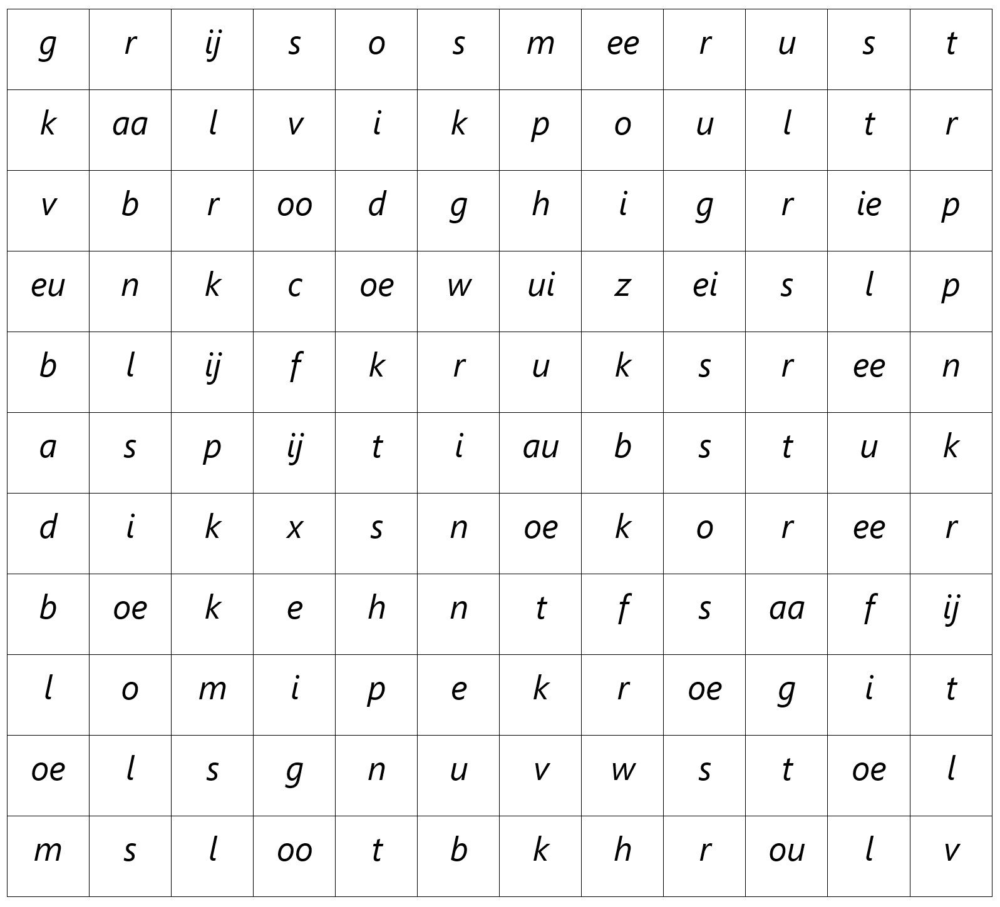 g r ij s o s m ee r u s t
k aa l v i k p o u l t r
v b r oo d g h i g r ie p
eu n k c oe w ui z ei s l p
b l ij f k r u k s r ee n
a s p ij t i au b s t u k
d i k x s n oe k o r ee r
b oe k e h n t f s aa f ij
l o m i p e k r oe g i t
oe l s g n u v w s t oe l
m s l oo t b k h r ou l v